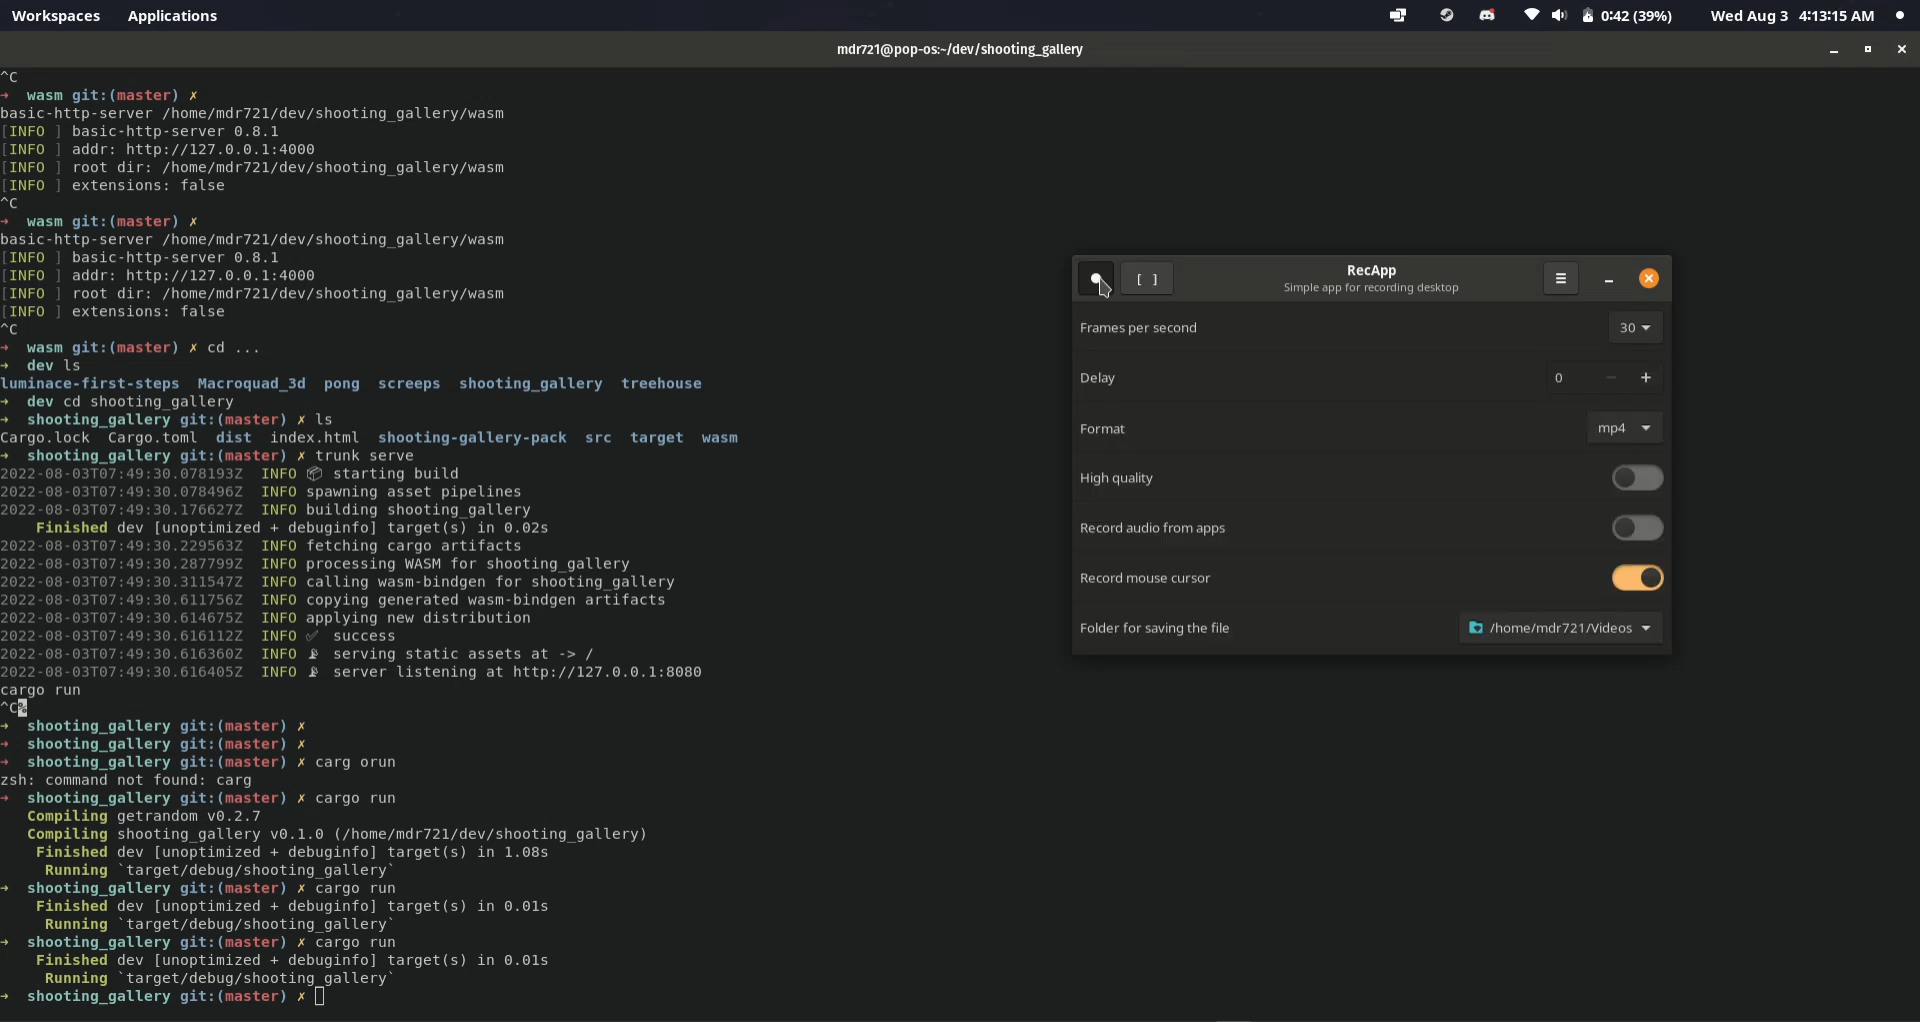 Workspaces Applications 0:42 (39%) Wed Aug 3 4:13:15 AM
mdr721@pop-os:~/dev/shooting_gallery
^C
→ wasm git:(master) ✗
basic-http-server /home/mdr721/dev/shooting_gallery/wasm
[INFO ] basic-http-server 0.8.1
[INFO ] addr: http://127.0.0.1:4000
[INFO ] root dir: /home/mdr721/dev/shooting_gallery/wasm
[INFO ] extensions: false
^C
→ wasm git:(master) ✗
basic-http-server /home/mdr721/dev/shooting_gallery/wasm
[INFO ] basic-http-server 0.8.1
[INFO ] addr: http://127.0.0.1:4000
[INFO ] root dir: /home/mdr721/dev/shooting_gallery/wasm
[INFO ] extensions: false
^C
→ wasm git:(master) ✗ cd ...
→ dev ls
luminace-first-steps Macroquad_3d pong screeps shooting_gallery treehouse
→ dev cd shooting_gallery
→ shooting_gallery git:(master) ✗ ls
Cargo.lock Cargo.toml dist index.html shooting-gallery-pack src target wasm
→ shooting_gallery git:(master) ✗ trunk serve
2022-08-03T07:49:30.078193Z INFO 📦 starting build
2022-08-03T07:49:30.078496Z INFO spawning asset pipelines
2022-08-03T07:49:30.176627Z INFO building shooting_gallery
Finished dev [unoptimized + debuginfo] target(s) in 0.02s
2022-08-03T07:49:30.229563Z INFO fetching cargo artifacts
2022-08-03T07:49:30.287799Z INFO processing WASM for shooting_gallery
2022-08-03T07:49:30.311547Z INFO calling wasm-bindgen for shooting_gallery
2022-08-03T07:49:30.611756Z INFO copying generated wasm-bindgen artifacts
2022-08-03T07:49:30.614675Z INFO applying new distribution
2022-08-03T07:49:30.616112Z INFO ✅ success
2022-08-03T07:49:30.616360Z INFO 📡 serving static assets at -> /
2022-08-03T07:49:30.616405Z INFO 📡 server listening at http://127.0.0.1:8080
cargo run
^C%
→ shooting_gallery git:(master) ✗
→ shooting_gallery git:(master) ✗
→ shooting_gallery git:(master) ✗ carg orun
zsh: command not found: carg
→ shooting_gallery git:(master) ✗ cargo run
Compiling getrandom v0.2.7
Compiling shooting_gallery v0.1.0 (/home/mdr721/dev/shooting_gallery)
Finished dev [unoptimized + debuginfo] target(s) in 1.08s
Running `target/debug/shooting_gallery`
→ shooting_gallery git:(master) ✗ cargo run
Finished dev [unoptimized + debuginfo] target(s) in 0.01s
Running `target/debug/shooting_gallery`
→ shooting_gallery git:(master) ✗ cargo run
Finished dev [unoptimized + debuginfo] target(s) in 0.01s
Running `target/debug/shooting_gallery`
→ shooting_gallery git:(master) ✗
[ ] RecApp
Simple app for recording desktop
Frames per second 30
Delay 0 − +
Format mp4
High quality
Record audio from apps
Record mouse cursor
Folder for saving the file /home/mdr721/Videos